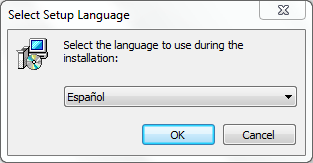 Select Setup Language
Select the language to use during the
installation:
Español
OK
Cancel